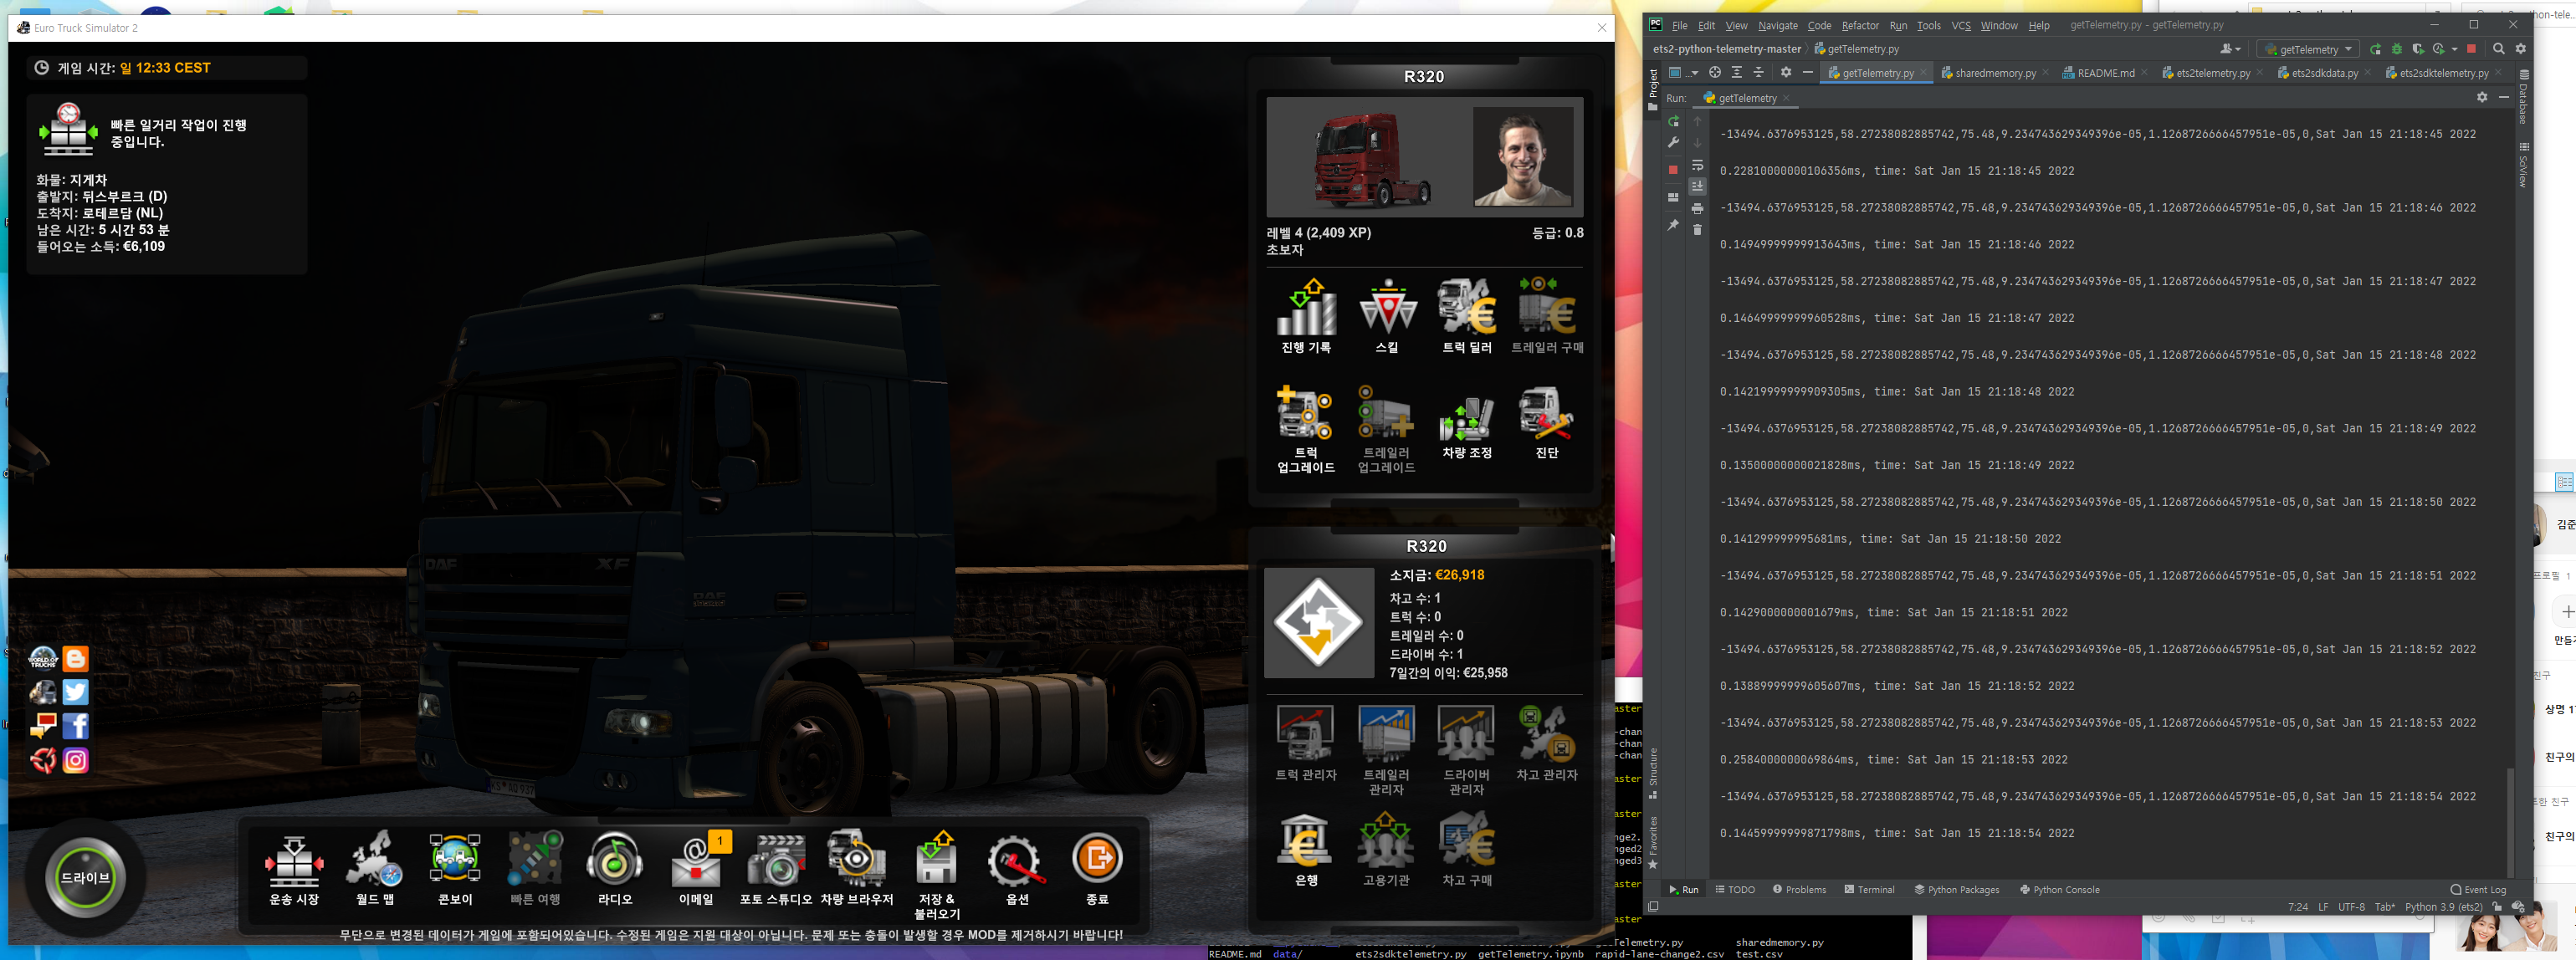 Euro Truck Simulator 2
게임 시간: 일 12:33 CEST
빠른 일거리 작업이 진행
중입니다.
화물: 지게차
출발지: 뒤스부르크 (D)
도착지: 로테르담 (NL)
남은 시간: 5 시간 53 분
들어오는 소득: €6,109
DAF
XF
R320
레벨 4 (2,409 XP)
등급: 0.8
초보자
진행 기록
스킬
트럭 딜러
트레일러 구매
트럭
업그레이드
트레일러
업그레이드
차량 조정
진단
R320
소지금: €26,918
차고 수: 1
트럭 수: 0
트레일러 수: 0
드라이버 수: 1
7일간의 이익: €25,958
트럭 관리자
트레일러
관리자
드라이버
관리자
차고 관리자
은행
고용기관
차고 구매
WORLD OF
TRUCKS
드라이브
운송 시장
월드 맵
콘보이
빠른 여행
라디오
1
이메일
포토 스튜디오
차량 브라우저
저장 &
불러오기
옵션
종료
무단으로 변경된 데이터가 게임에 포함되어있습니다. 수정된 게임은 지원 대상이 아닙니다. 문제 또는 충돌이 발생할 경우 MOD를 제거하시기 바랍니다!
PC File Edit View Navigate Code Refactor Run Tools VCS Window Help getTelemetry.py - getTelemetry.py
ets2-python-telemetry-master getTelemetry.py
getTelemetry
getTelemetry.py sharedmemory.py README.md ets2telemetry.py ets2sdkdata.py ets2sdktelemetry.py
Run: getTelemetry
-13494.6376953125,58.27238082885742,75.48,9.234743629349396e-05,1.1268726666457951e-05,0,Sat Jan 15 21:18:45 2022
0.22810000000106356ms, time: Sat Jan 15 21:18:45 2022
-13494.6376953125,58.27238082885742,75.48,9.234743629349396e-05,1.1268726666457951e-05,0,Sat Jan 15 21:18:46 2022
0.14949999999913643ms, time: Sat Jan 15 21:18:46 2022
-13494.6376953125,58.27238082885742,75.48,9.234743629349396e-05,1.1268726666457951e-05,0,Sat Jan 15 21:18:47 2022
0.14649999999960528ms, time: Sat Jan 15 21:18:47 2022
-13494.6376953125,58.27238082885742,75.48,9.234743629349396e-05,1.1268726666457951e-05,0,Sat Jan 15 21:18:48 2022
0.14219999999909305ms, time: Sat Jan 15 21:18:48 2022
-13494.6376953125,58.27238082885742,75.48,9.234743629349396e-05,1.1268726666457951e-05,0,Sat Jan 15 21:18:49 2022
0.13500000000021828ms, time: Sat Jan 15 21:18:49 2022
-13494.6376953125,58.27238082885742,75.48,9.234743629349396e-05,1.1268726666457951e-05,0,Sat Jan 15 21:18:50 2022
0.141299999995681ms, time: Sat Jan 15 21:18:50 2022
-13494.6376953125,58.27238082885742,75.48,9.234743629349396e-05,1.1268726666457951e-05,0,Sat Jan 15 21:18:51 2022
0.1429000000001679ms, time: Sat Jan 15 21:18:51 2022
-13494.6376953125,58.27238082885742,75.48,9.234743629349396e-05,1.1268726666457951e-05,0,Sat Jan 15 21:18:52 2022
0.13889999999605607ms, time: Sat Jan 15 21:18:52 2022
-13494.6376953125,58.27238082885742,75.48,9.234743629349396e-05,1.1268726666457951e-05,0,Sat Jan 15 21:18:53 2022
0.2584000000069864ms, time: Sat Jan 15 21:18:53 2022
-13494.6376953125,58.27238082885742,75.48,9.234743629349396e-05,1.1268726666457951e-05,0,Sat Jan 15 21:18:54 2022
0.14459999999871798ms, time: Sat Jan 15 21:18:54 2022
Project
Structure
Favorites
Database
SciView
Run TODO Problems Terminal Python Packages Python Console Event Log
7:24 LF UTF-8 Tab* Python 3.9 (ets2)
sharedmemory.py
README.md data/ ets2sdktelemetry.py getTelemetry.ipynb rapid-lane-change2.csv test.csv